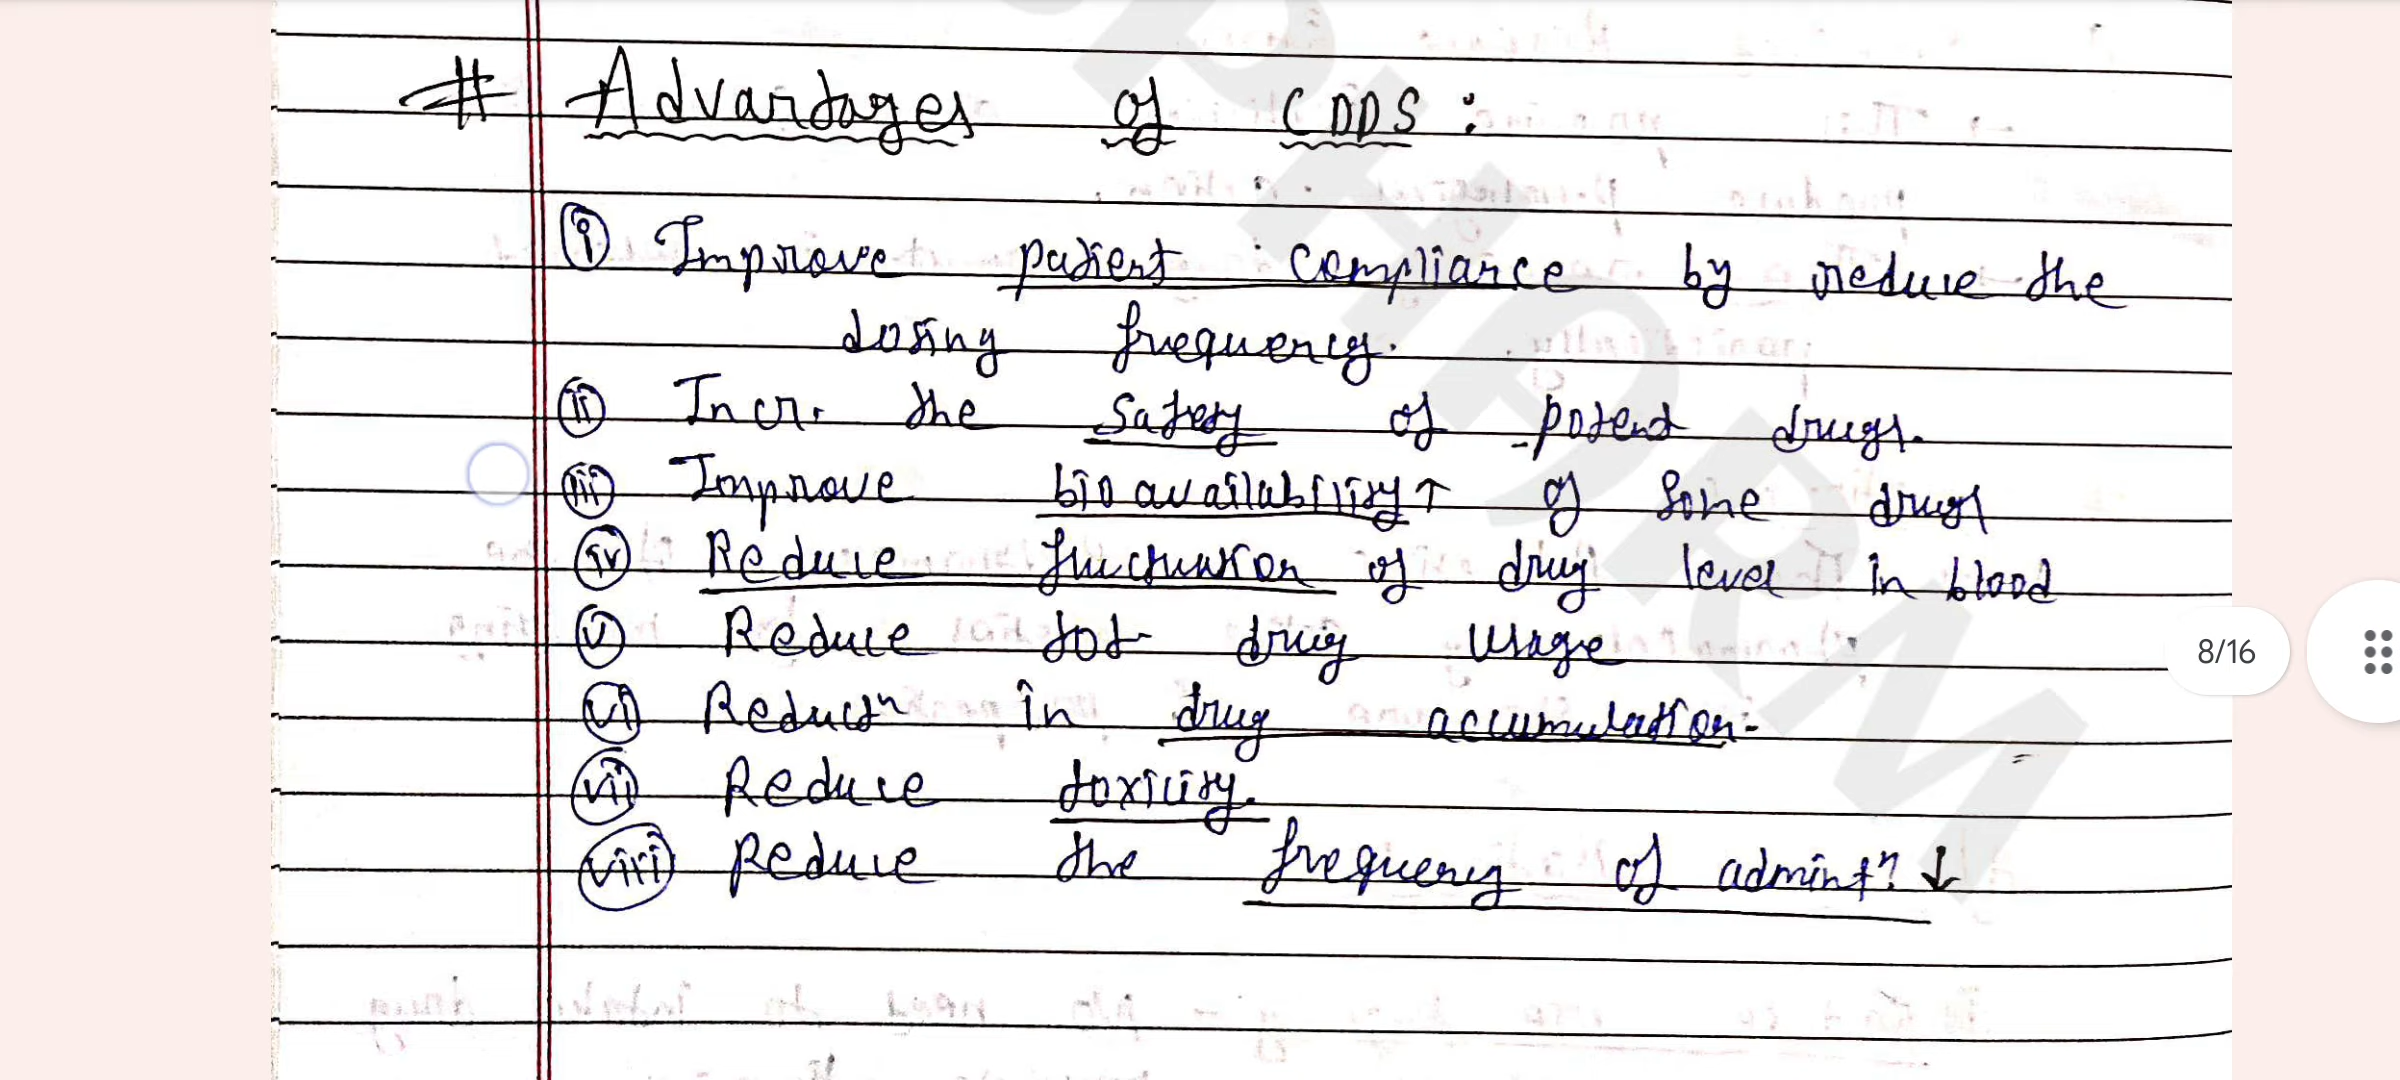 # Advantages of CDDS :
(i) Improve patient compliance by reduce the
dosing frequency.
(ii) Incr. the safety of potent drugs.
(iii) Improve bioavailability ↑ of some drugs
(iv) Reduce fluctuation of drug level in blood
(v) Reduce tot drug usage
(vi) Reductn in drug accumulation-
(vii) Reduce toxicity.
(viii) Reduce the frequency of admintn. ↓
8/16